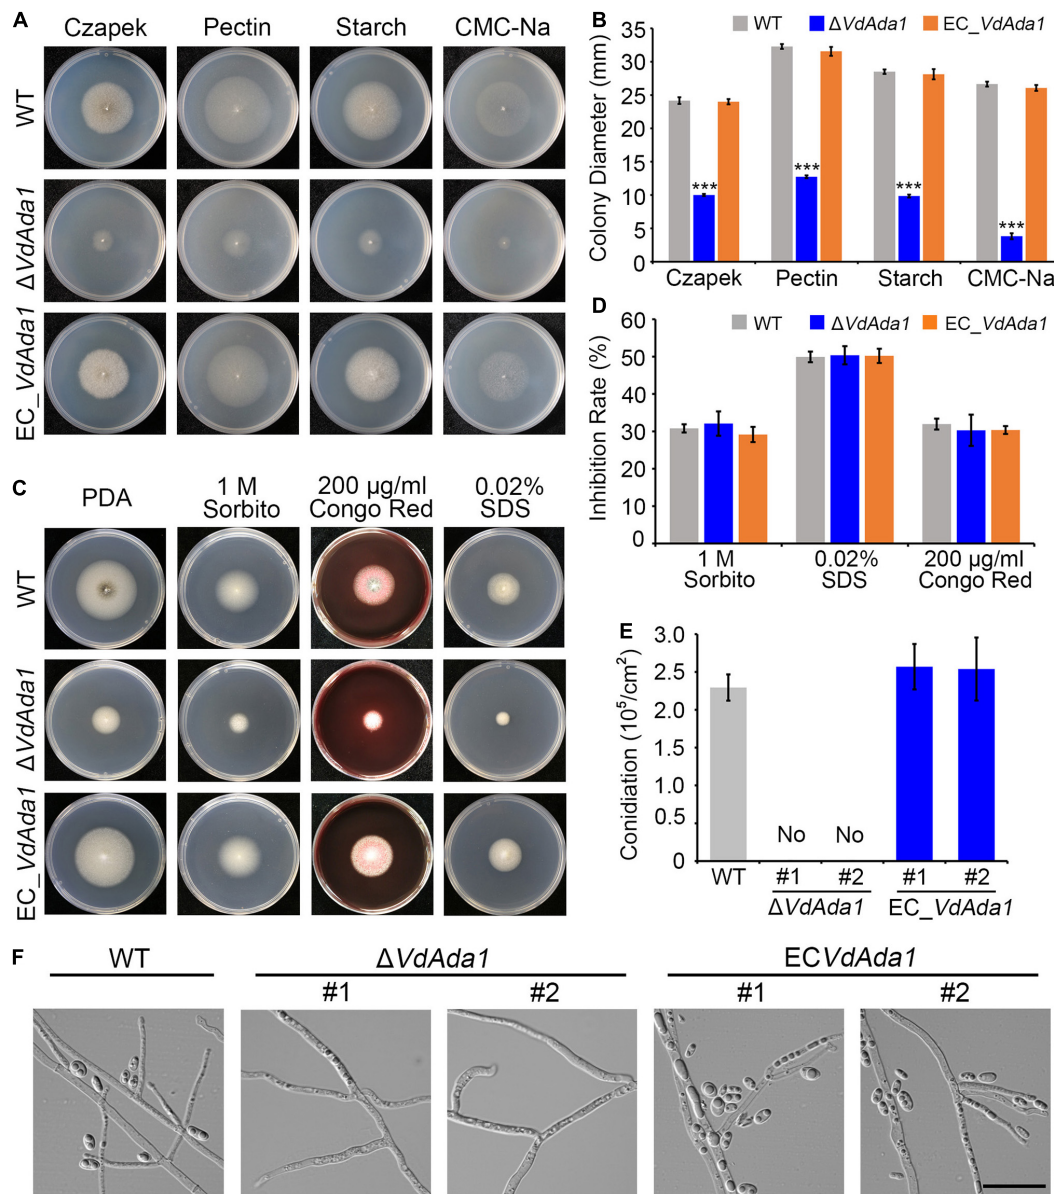 A
Czapek Pectin Starch CMC-Na
WT
ΔVdAda1
EC_VdAda1
B
WT ΔVdAda1 EC_VdAda1
Colony Diameter (mm)
35
30
25
20
15
10
5
0
*** *** *** ***
Czapek Pectin Starch CMC-Na
C
PDA 1 M Sorbito 200 µg/ml Congo Red 0.02% SDS
WT
ΔVdAda1
EC_VdAda1
D
WT ΔVdAda1 EC_VdAda1
Inhibition Rate (%)
60
50
40
30
20
10
0
1 M Sorbito 0.02% SDS 200 µg/ml Congo Red
E
Conidiation (10⁵/cm²)
3.0
2.5
2.0
1.5
1.0
0.5
0
No No
WT #1 #2 #1 #2
ΔVdAda1 EC_VdAda1
F
WT ΔVdAda1 ECVdAda1
#1 #2 #1 #2